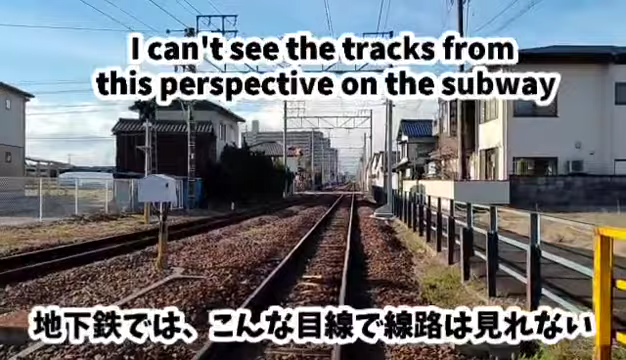 I can't see the tracks from
this perspective on the subway
地下鉄では、こんな目線で線路は見れない